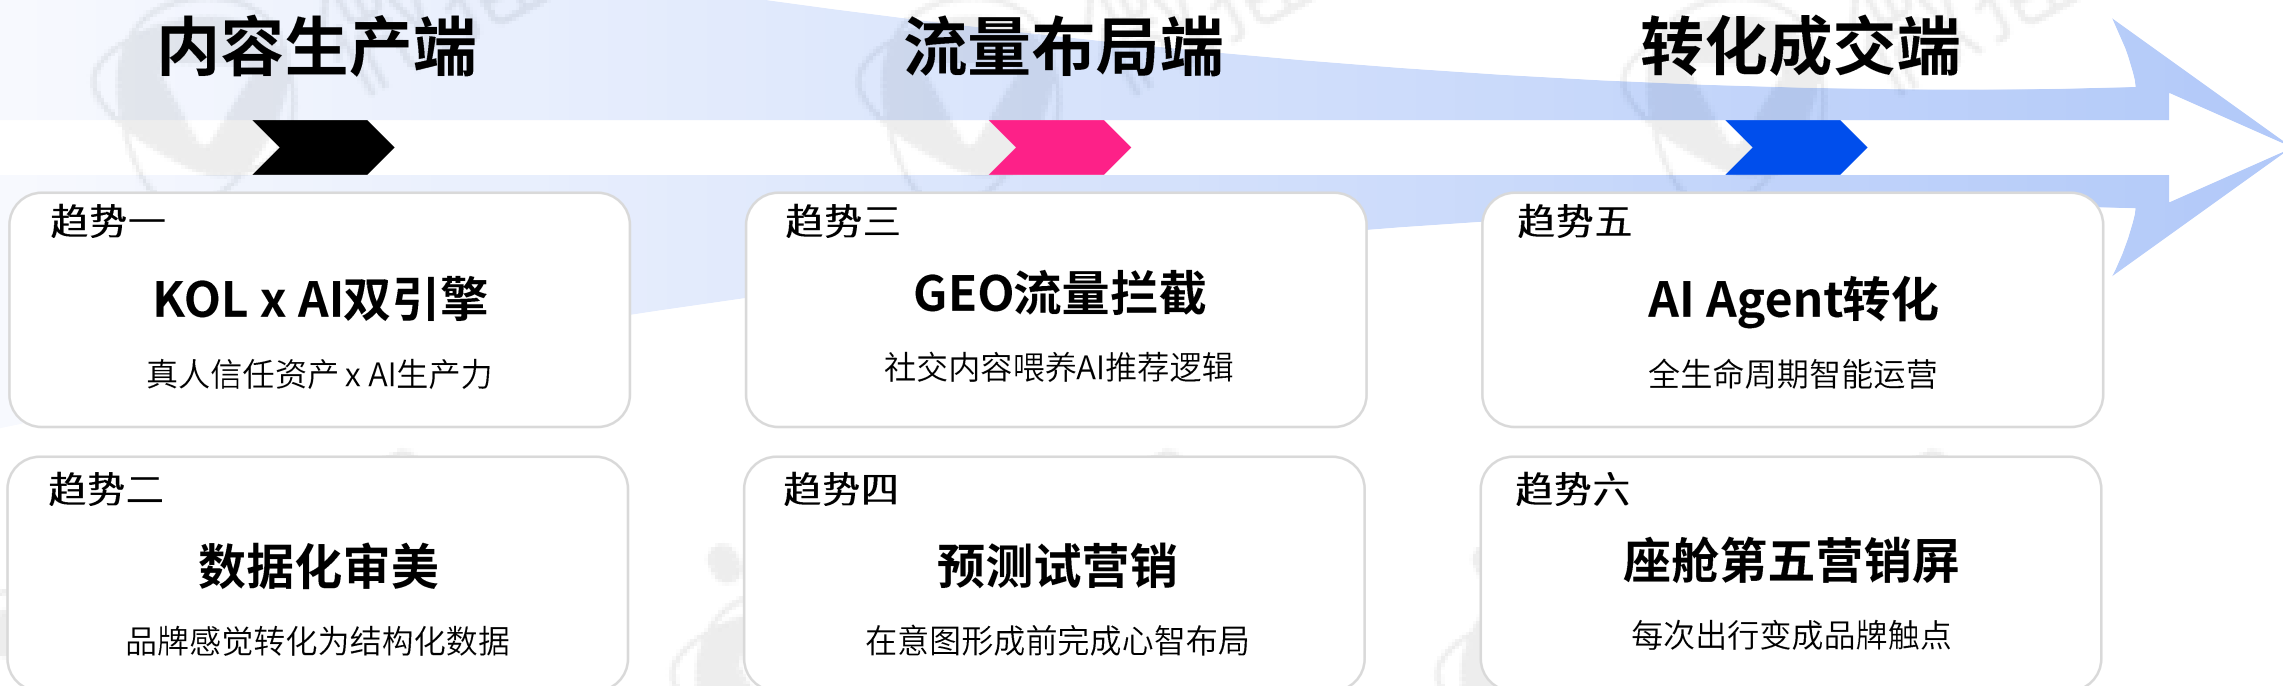 内容生产端
流量布局端
转化成交端
趋势一
KOL x AI双引擎
真人信任资产 x AI生产力
趋势三
GEO流量拦截
社交内容喂养AI推荐逻辑
趋势五
AI Agent转化
全生命周期智能运营
趋势二
数据化审美
品牌感觉转化为结构化数据
趋势四
预测试营销
在意图形成前完成心智布局
趋势六
座舱第五营销屏
每次出行变成品牌触点